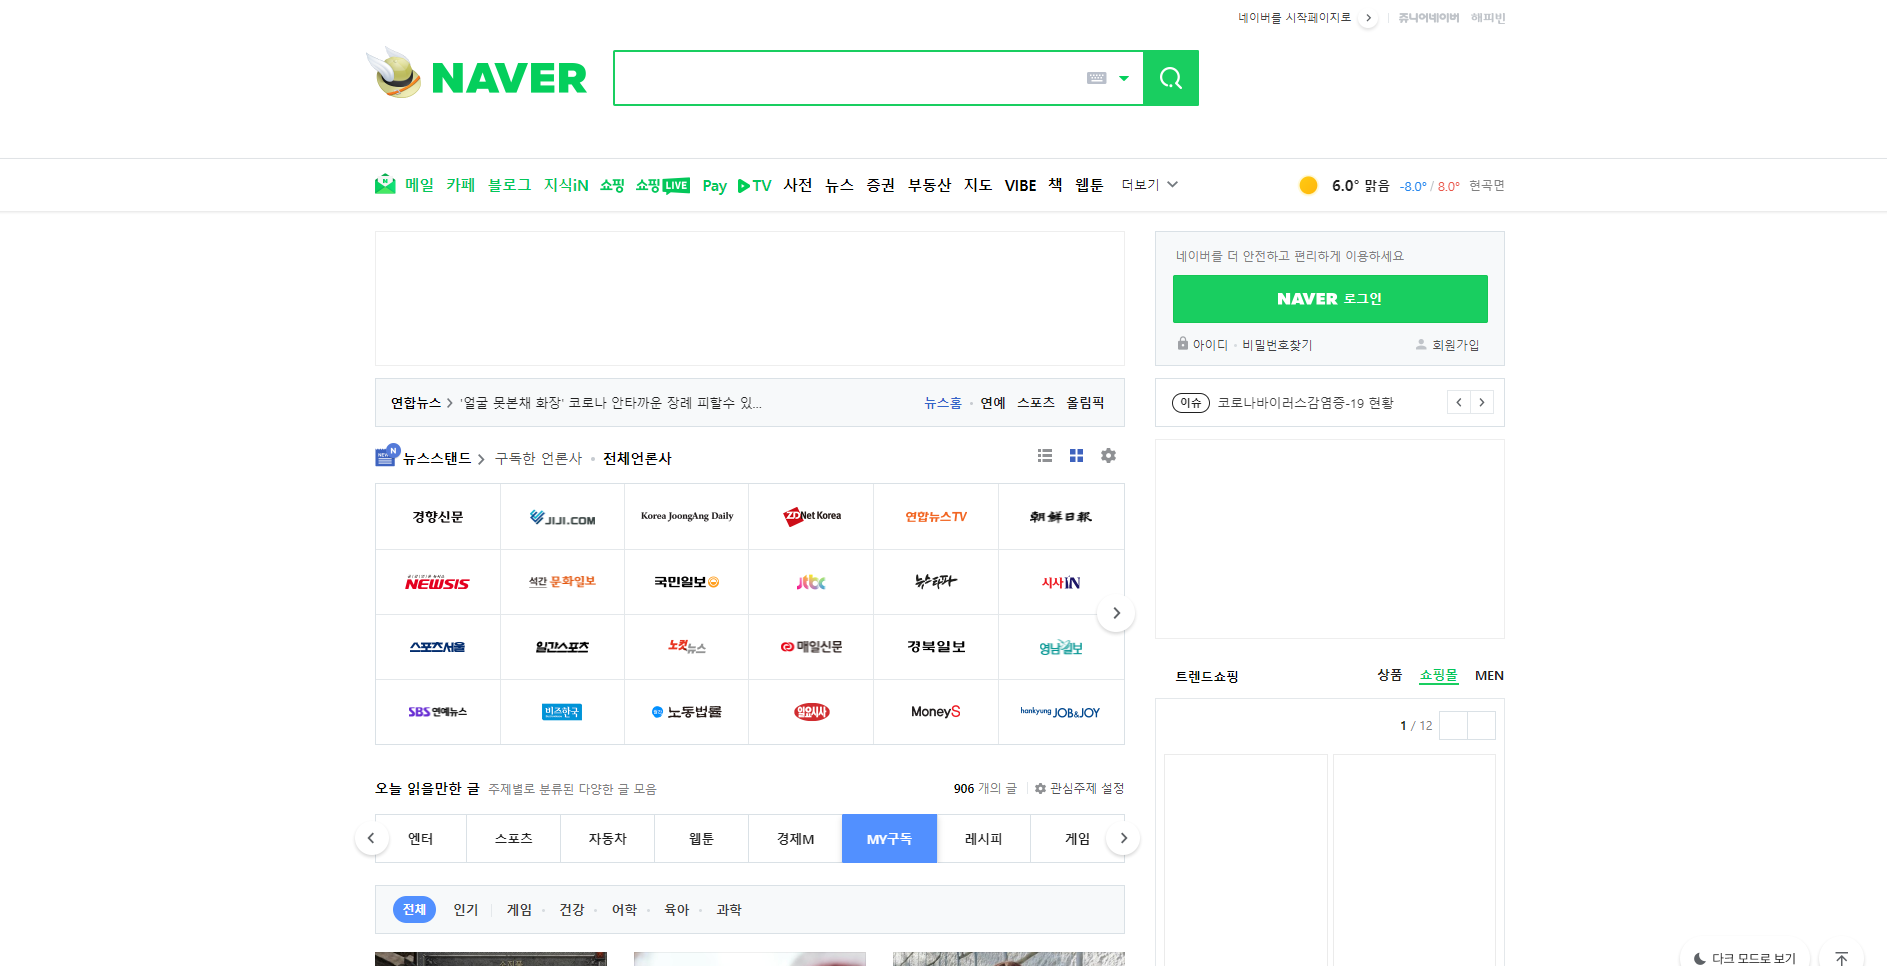 네이버를 시작페이지로 쥬니어네이버 해피빈
NAVER
메일 카페 블로그 지식iN 쇼핑 쇼핑LIVE Pay TV 사전 뉴스 증권 부동산 지도 VIBE 책 웹툰 더보기 6.0° 맑음 -8.0° / 8.0° 현곡면
네이버를 더 안전하고 편리하게 이용하세요
NAVER 로그인
아이디 · 비밀번호찾기 회원가입
연합뉴스 > '얼굴 못본채 화장' 코로나 안타까운 장례 피할수 있... 뉴스홈 · 연예 스포츠 올림픽
이슈 코로나바이러스감염증-19 현황
NEW N 뉴스스탠드 > 구독한 언론사 · 전체언론사
경향신문 JIJI.COM Korea JoongAng Daily ZDNet Korea 연합뉴스TV 朝鮮日報
NEWSIS 석간 문화일보 국민일보 jtbc 뉴스타파 시사IN
스포츠서울 일간스포츠 노컷뉴스 매일신문 경북일보 영남일보
SBS 연예뉴스 비즈한국 노동법률 일요시사 MoneyS hankyung JOB&JOY
트렌드쇼핑 상품 쇼핑몰 MEN
1 / 12
오늘 읽을만한 글 주제별로 분류된 다양한 글 모음 906 개의 글 관심주제 설정
엔터 스포츠 자동차 웹툰 경제M MY구독 레시피 게임
전체 인기 게임 · 건강 · 어학 · 육아 · 과학
다크 모드로 보기